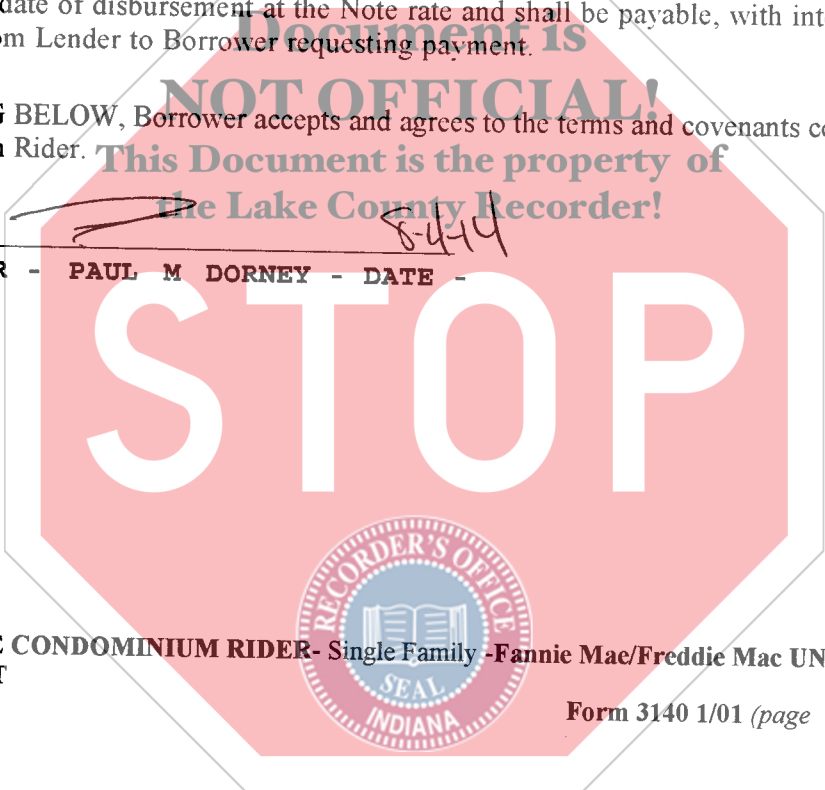 date of disbursement at the Note rate and shall be payable, with int
om Lender to Borrower requesting payment.
Document is
NOT OFFICIAL!
G BELOW, Borrower accepts and agrees to the terms and covenants co
n Rider.
This Document is the property of
the Lake County Recorder!
8-4-14
R - PAUL M DORNEY - DATE -
STOP
RECORDER'S OFFICE
SEAL
INDIANA
E CONDOMINIUM RIDER- Single Family -Fannie Mae/Freddie Mac UN
T
Form 3140 1/01 (page